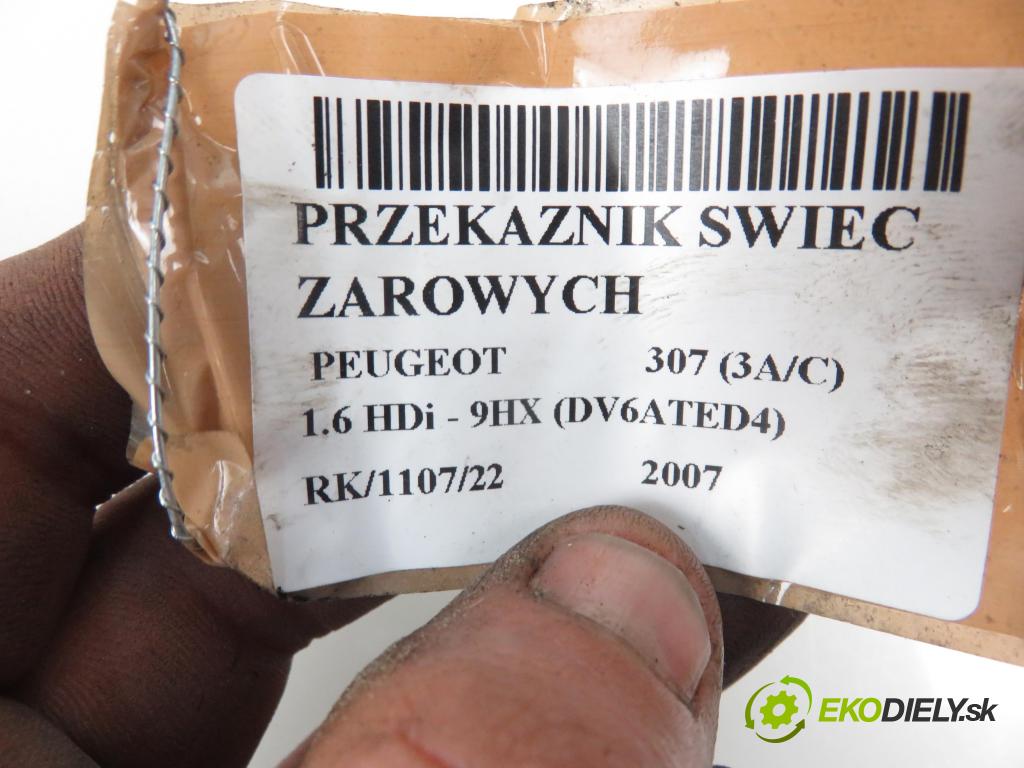 PRZEKAZNIK SWIEC
ZAROWYCH
PEUGEOT 307 (3A/C)
1.6 HDi - 9HX (DV6ATED4)
RK/1107/22 2007
EKODIELY.sk